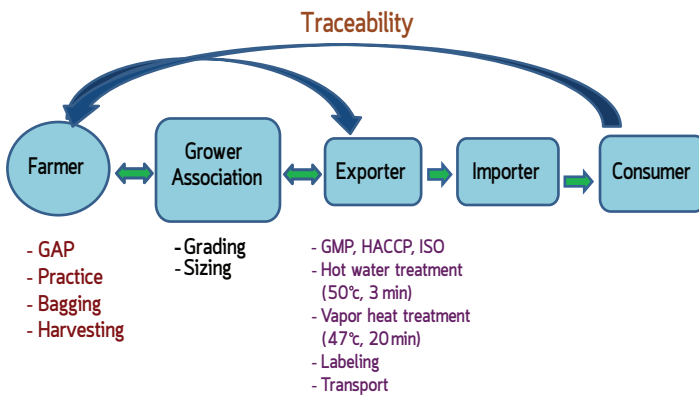 Traceability
Farmer
Grower
Association
Exporter
Importer
Consumer
- GAP
- Practice
- Bagging
- Harvesting
- Grading
- Sizing
- GMP, HACCP, ISO
- Hot water treatment
(50°c, 3 min)
- Vapor heat treatment
(47°c, 20 min)
- Labeling
- Transport